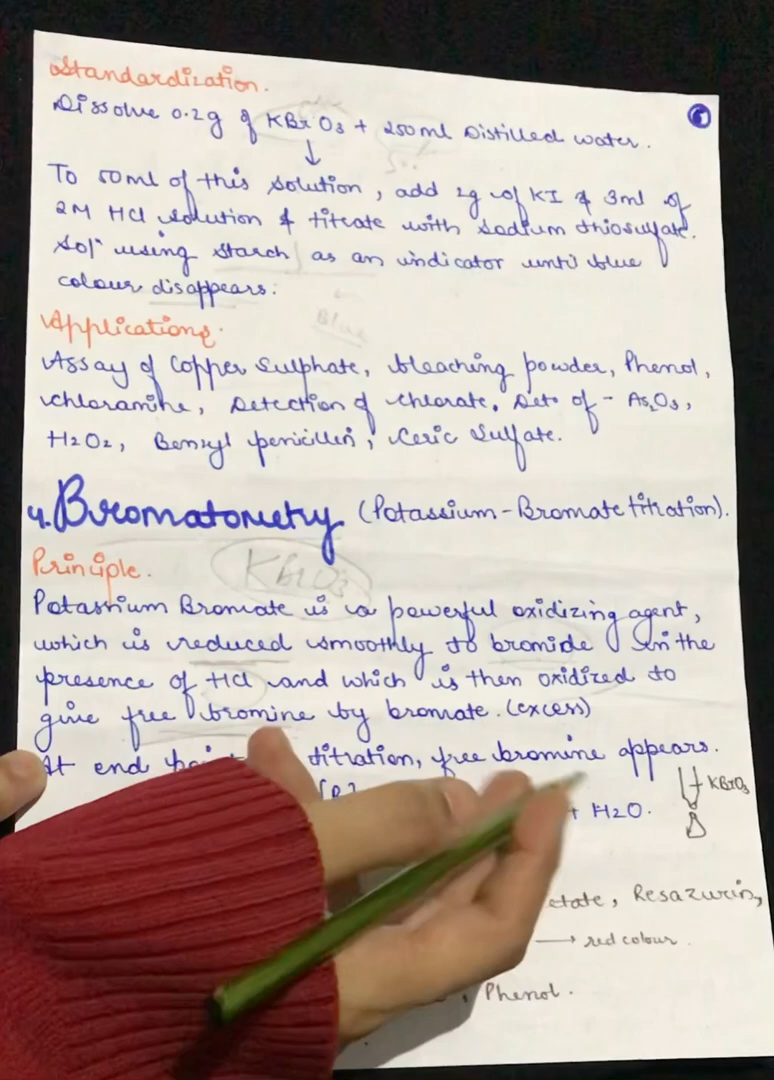 Standardization.
6
Dissolve 0.2g of KBrO3 + 250ml Distilled water.
↓
To 50ml of this solution, add 2g of KI & 3ml of
2M HCl solution & titrate with sodium thiosulfate.
Sol^n using starch as an indicator until blue
colour disappears.
Blue
Applications.
Assay of Copper Sulphate, bleaching powder, Phenol,
chloramine, Detection of chlorate. Det^n of - As2O3,
H2O2, Benzyl penicillin, Ceric Sulfate.
4. Bromatometry (Potassium-Bromate titration).
Principle.
KBrO3
Potassium Bromate is a powerful oxidizing agent,
which is reduced smoothly to bromide in the
presence of HCl and which is then oxidized to
give free bromine by bromate. (excess)
At end titration, free bromine appears.
KBrO3
+ H2O.
Resazurin,
→ red colour.
, Phenol.